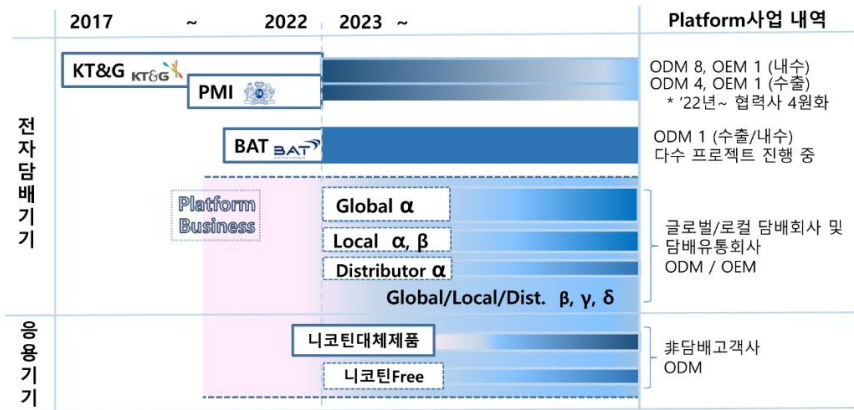 2017 ~ 2022 2023 ~ Platform사업 내역
전자담배기기
KT&G KT&G
PMI
ODM 8, OEM 1 (내수)
ODM 4, OEM 1 (수출)
* '22년~ 협력사 4원화
BAT BAT
ODM 1 (수출/내수)
다수 프로젝트 진행 중
Platform
Business
Global α
Local α, β
Distributor α
Global/Local/Dist. β, γ, δ
글로벌/로컬 담배회사 및
담배유통회사
ODM / OEM
응용기기
니코틴대체제품
니코틴Free
非담배고객사
ODM